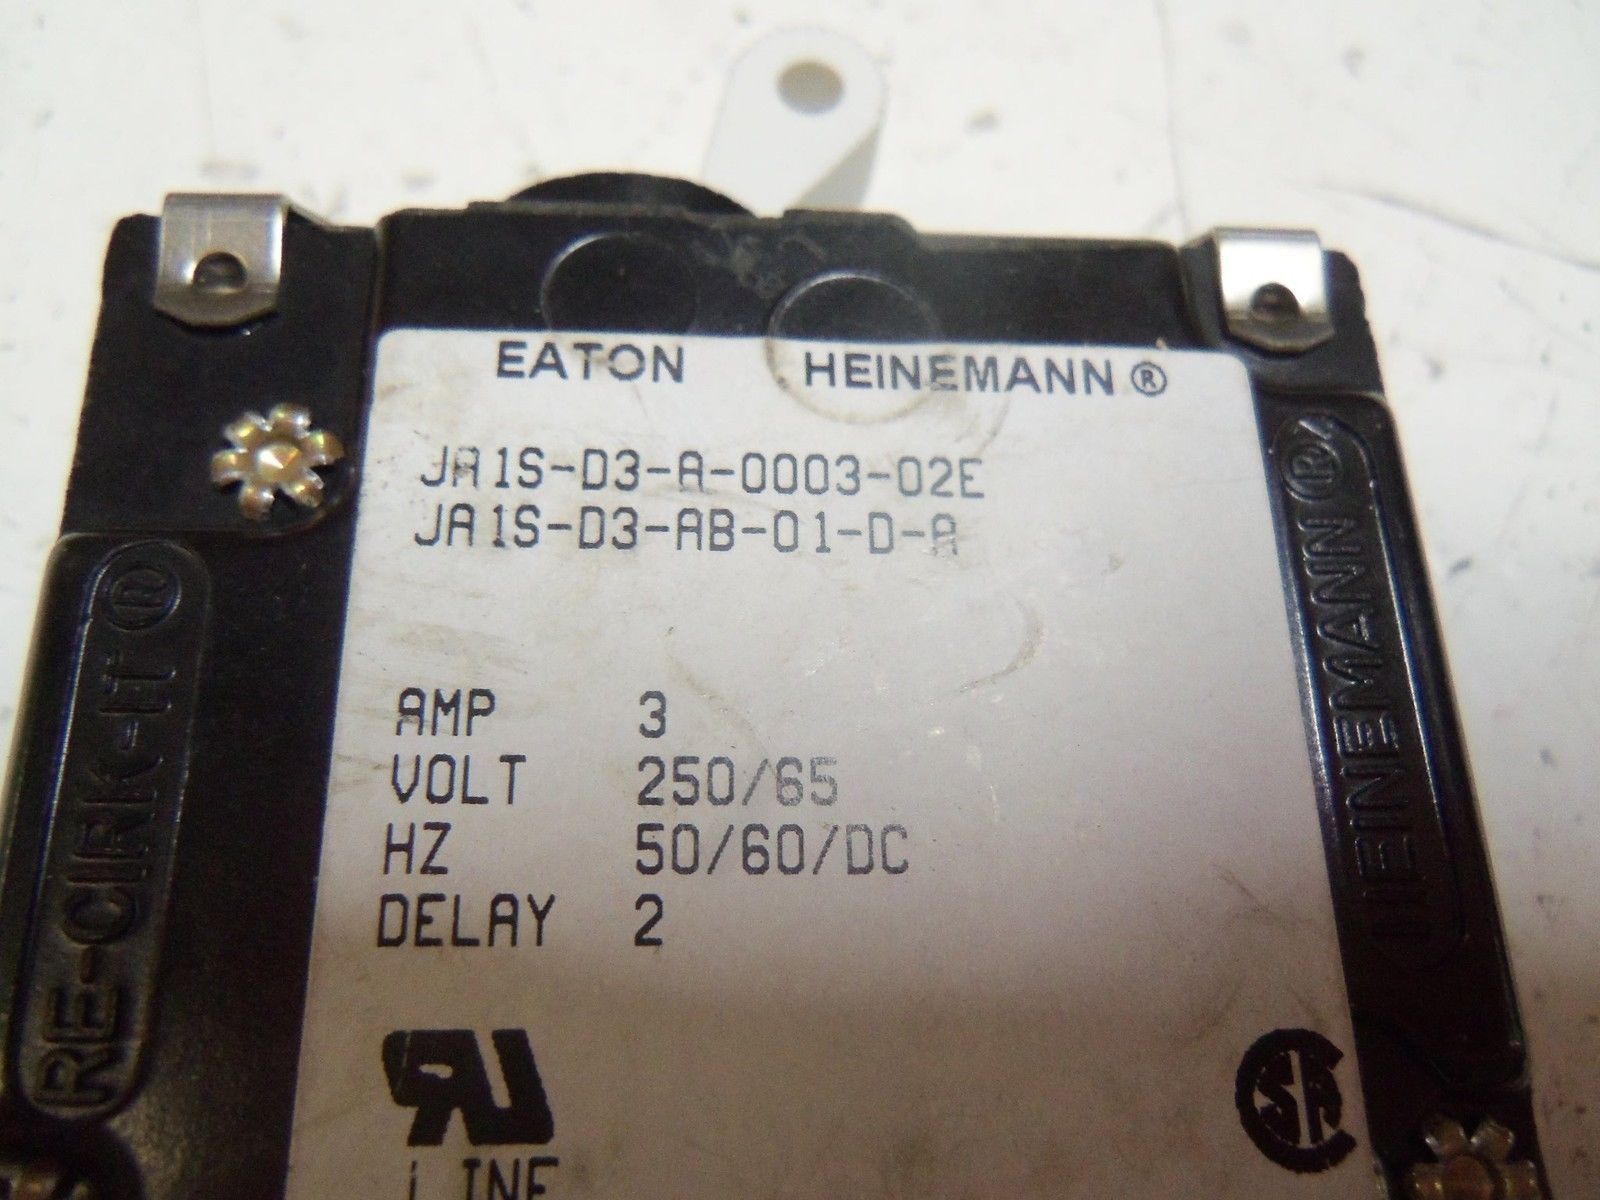 EATON HEINEMANN®
JA1S-D3-A-0003-02E
JA1S-D3-AB-01-D-A
AMP 3
VOLT 250/65
HZ 50/60/DC
DELAY 2
LINE
RE-CIRK-IT®
HEINEMANN®